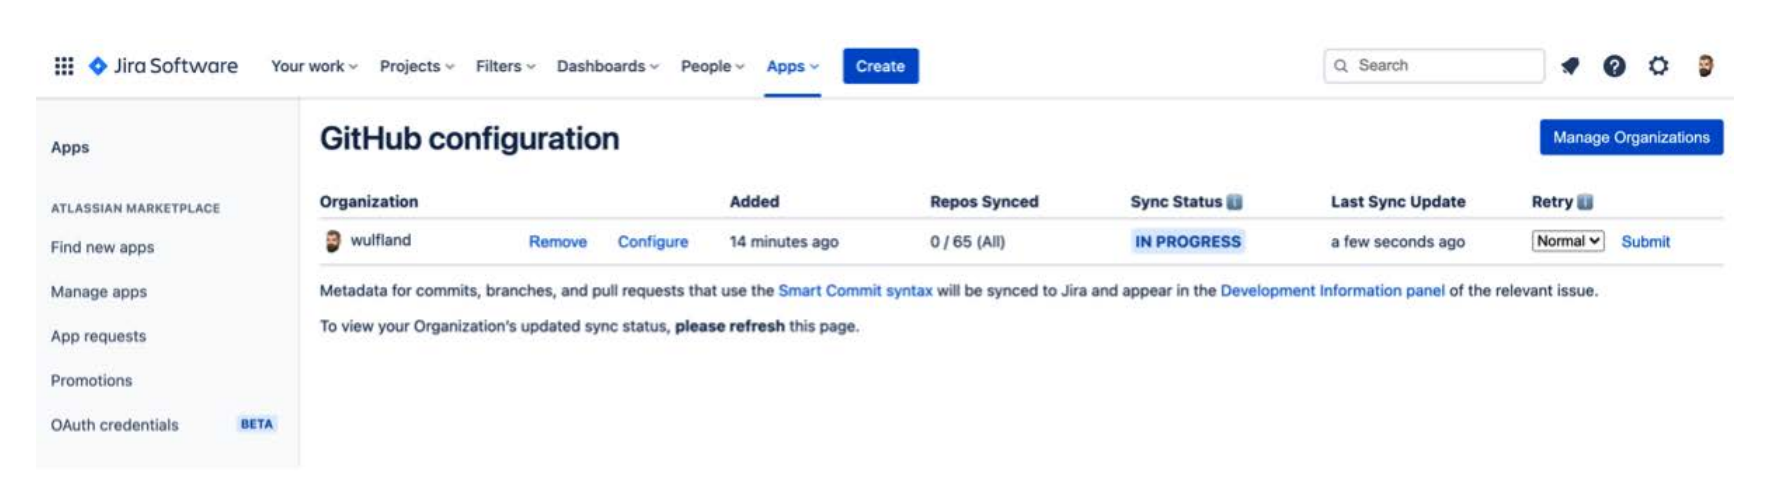 Jira Software Your work Projects Filters Dashboards People Apps Create Search
Apps
ATLASSIAN MARKETPLACE
Find new apps
Manage apps
App requests
Promotions
OAuth credentials BETA
GitHub configuration Manage Organizations
Organization Added Repos Synced Sync Status Last Sync Update Retry
wulfland Remove Configure 14 minutes ago 0 / 65 (All) IN PROGRESS a few seconds ago Normal Submit
Metadata for commits, branches, and pull requests that use the Smart Commit syntax will be synced to Jira and appear in the Development Information panel of the relevant issue.
To view your Organization's updated sync status, please refresh this page.